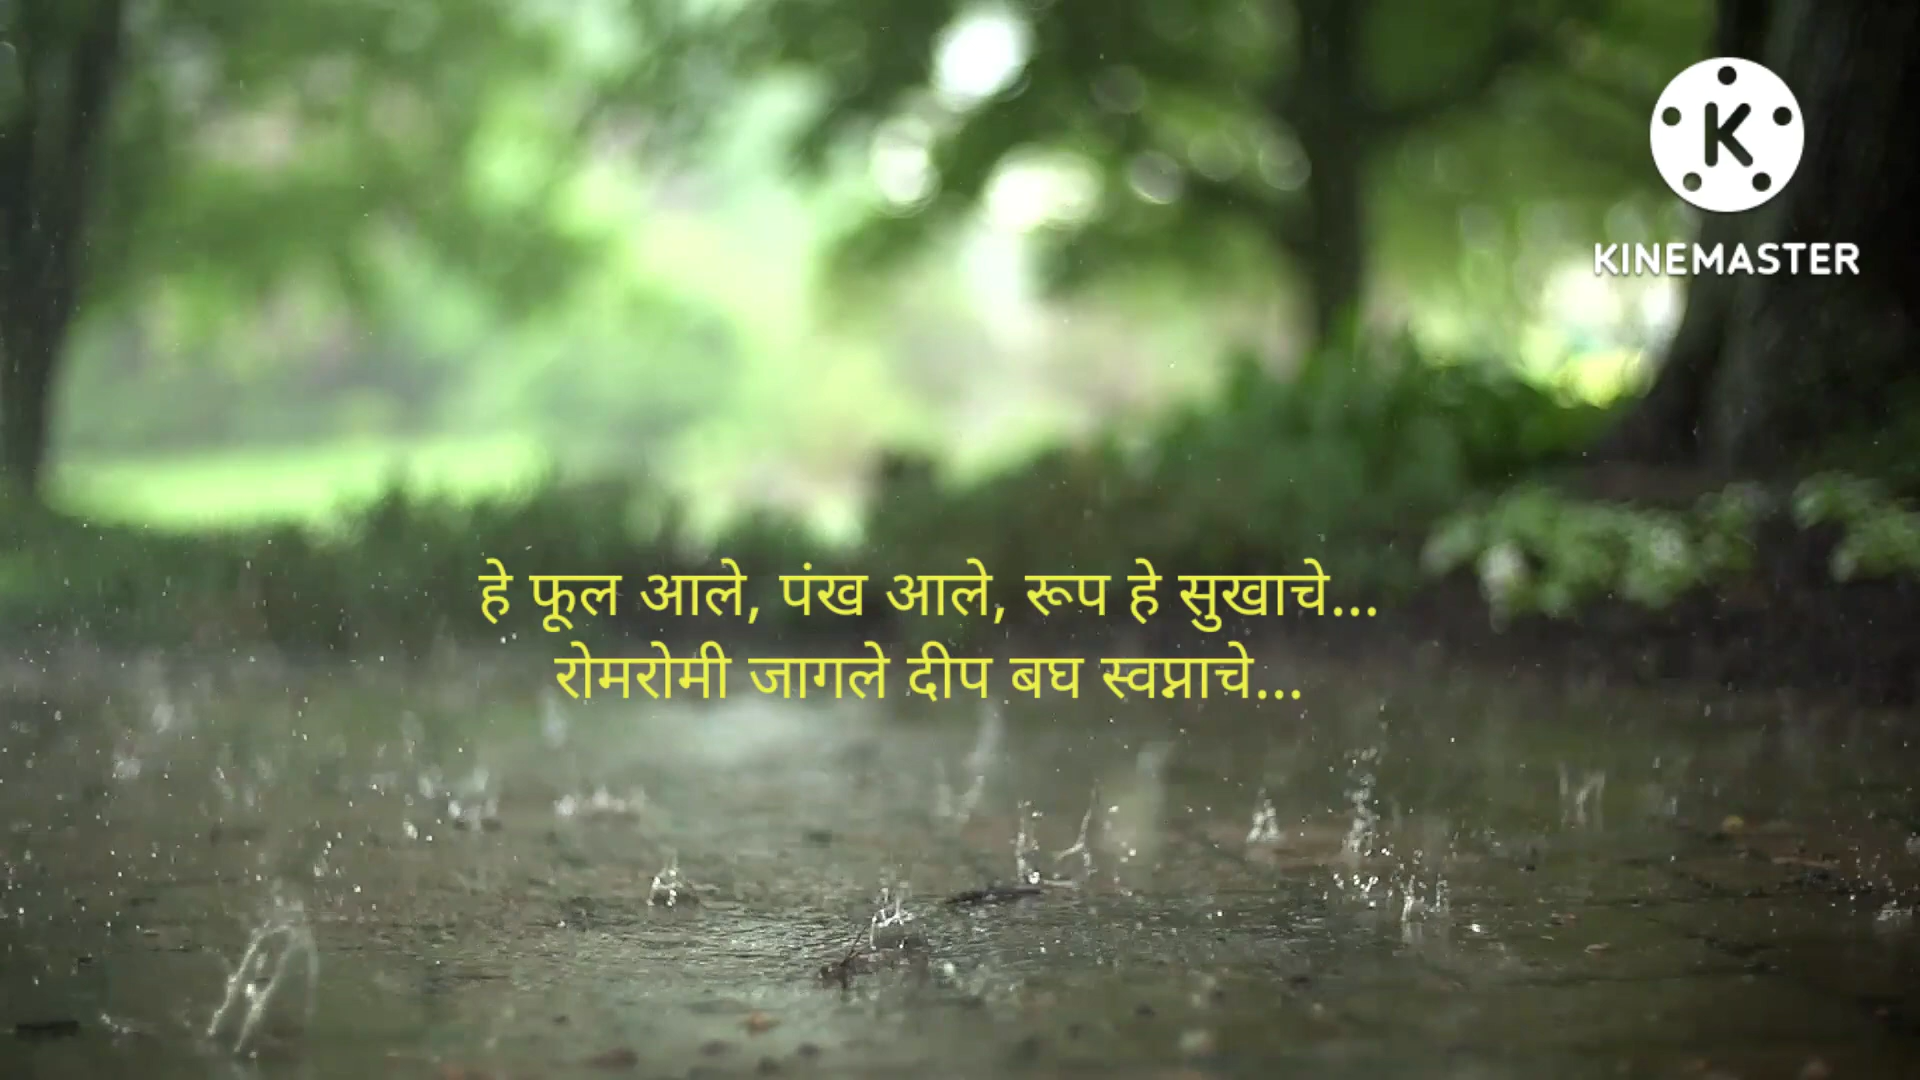 KINEMASTER
हे फूल आले, पंख आले, रूप हे सुखाचे...
रोमरोमी जागले दीप बघ स्वप्नाचे...